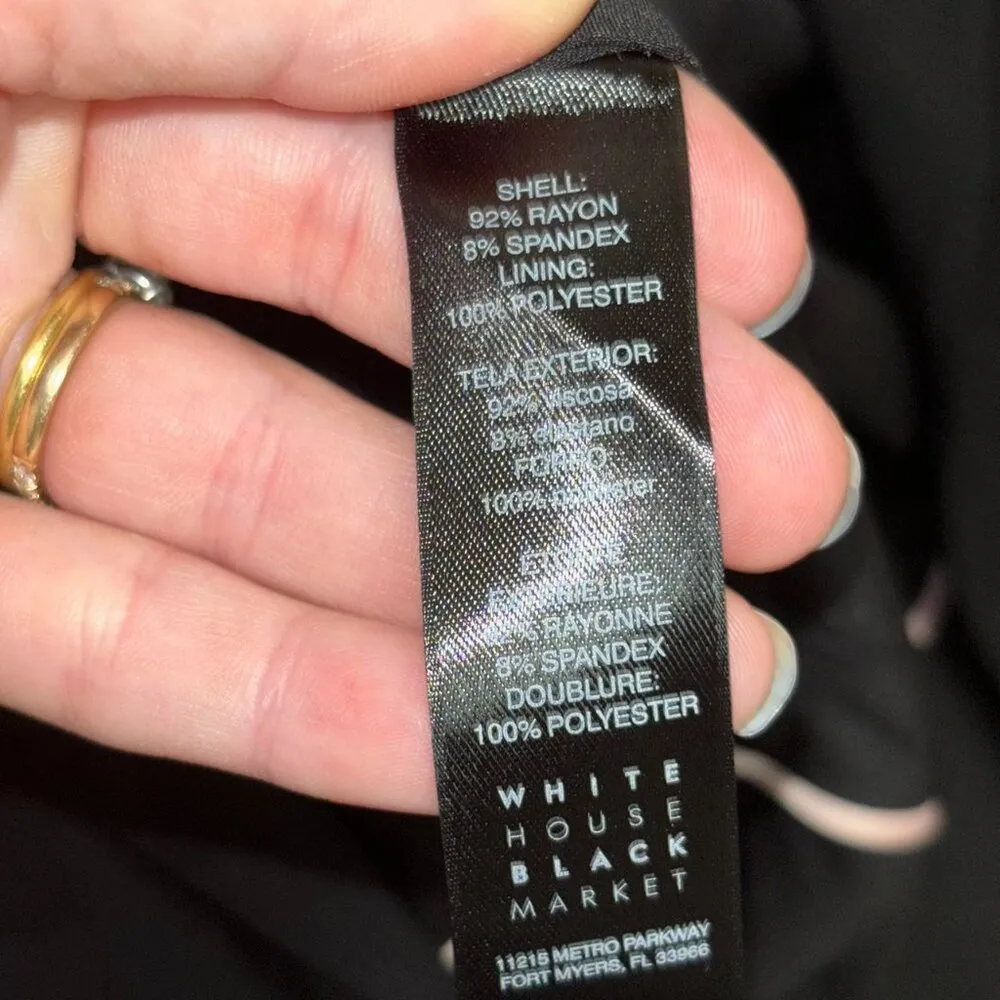 SHELL:
92% RAYON
8% SPANDEX
LINING:
100% POLYESTER
TELA EXTERIOR:
92% viscosa
8%
100% poliéster
8% SPANDEX
RAYONNE
DOUBLURE:
100% POLYESTER
WHITE
HOUSE
BLACK
MARKET
11215 METRO PARKWAY
FORT MYERS, FL 33966